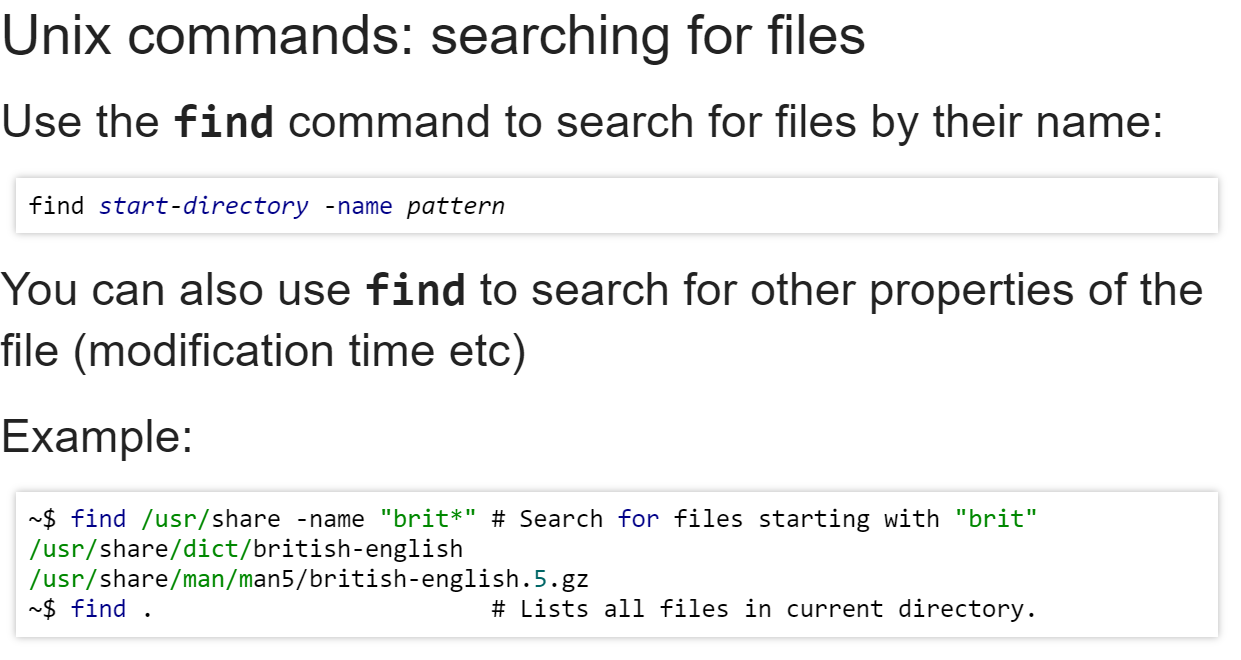 Unix commands: searching for files
Use the find command to search for files by their name:
find start-directory -name pattern
You can also use find to search for other properties of the
file (modification time etc)
Example:
~$ find /usr/share -name "brit*" # Search for files starting with "brit"
/usr/share/dict/british-english
/usr/share/man/man5/british-english.5.gz
~$ find .                        # Lists all files in current directory.